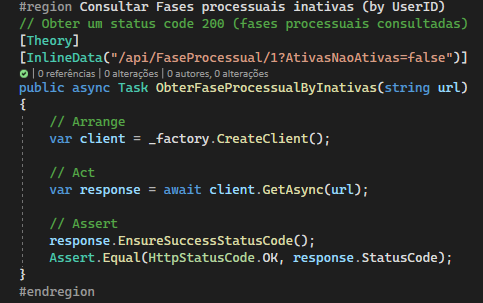 #region Consultar Fases processuais inativas (by UserID)
// Obter um status code 200 (fases processuais consultadas)
[Theory]
[InlineData("/api/FaseProcessual/1?AtivasNaoAtivas=false")]
| 0 referências | 0 alterações | 0 autores, 0 alterações
public async Task ObterFaseProcessualByInativas(string url)
{
// Arrange
var client = _factory.CreateClient();
// Act
var response = await client.GetAsync(url);
// Assert
response.EnsureSuccessStatusCode();
Assert.Equal(HttpStatusCode.OK, response.StatusCode);
}
#endregion